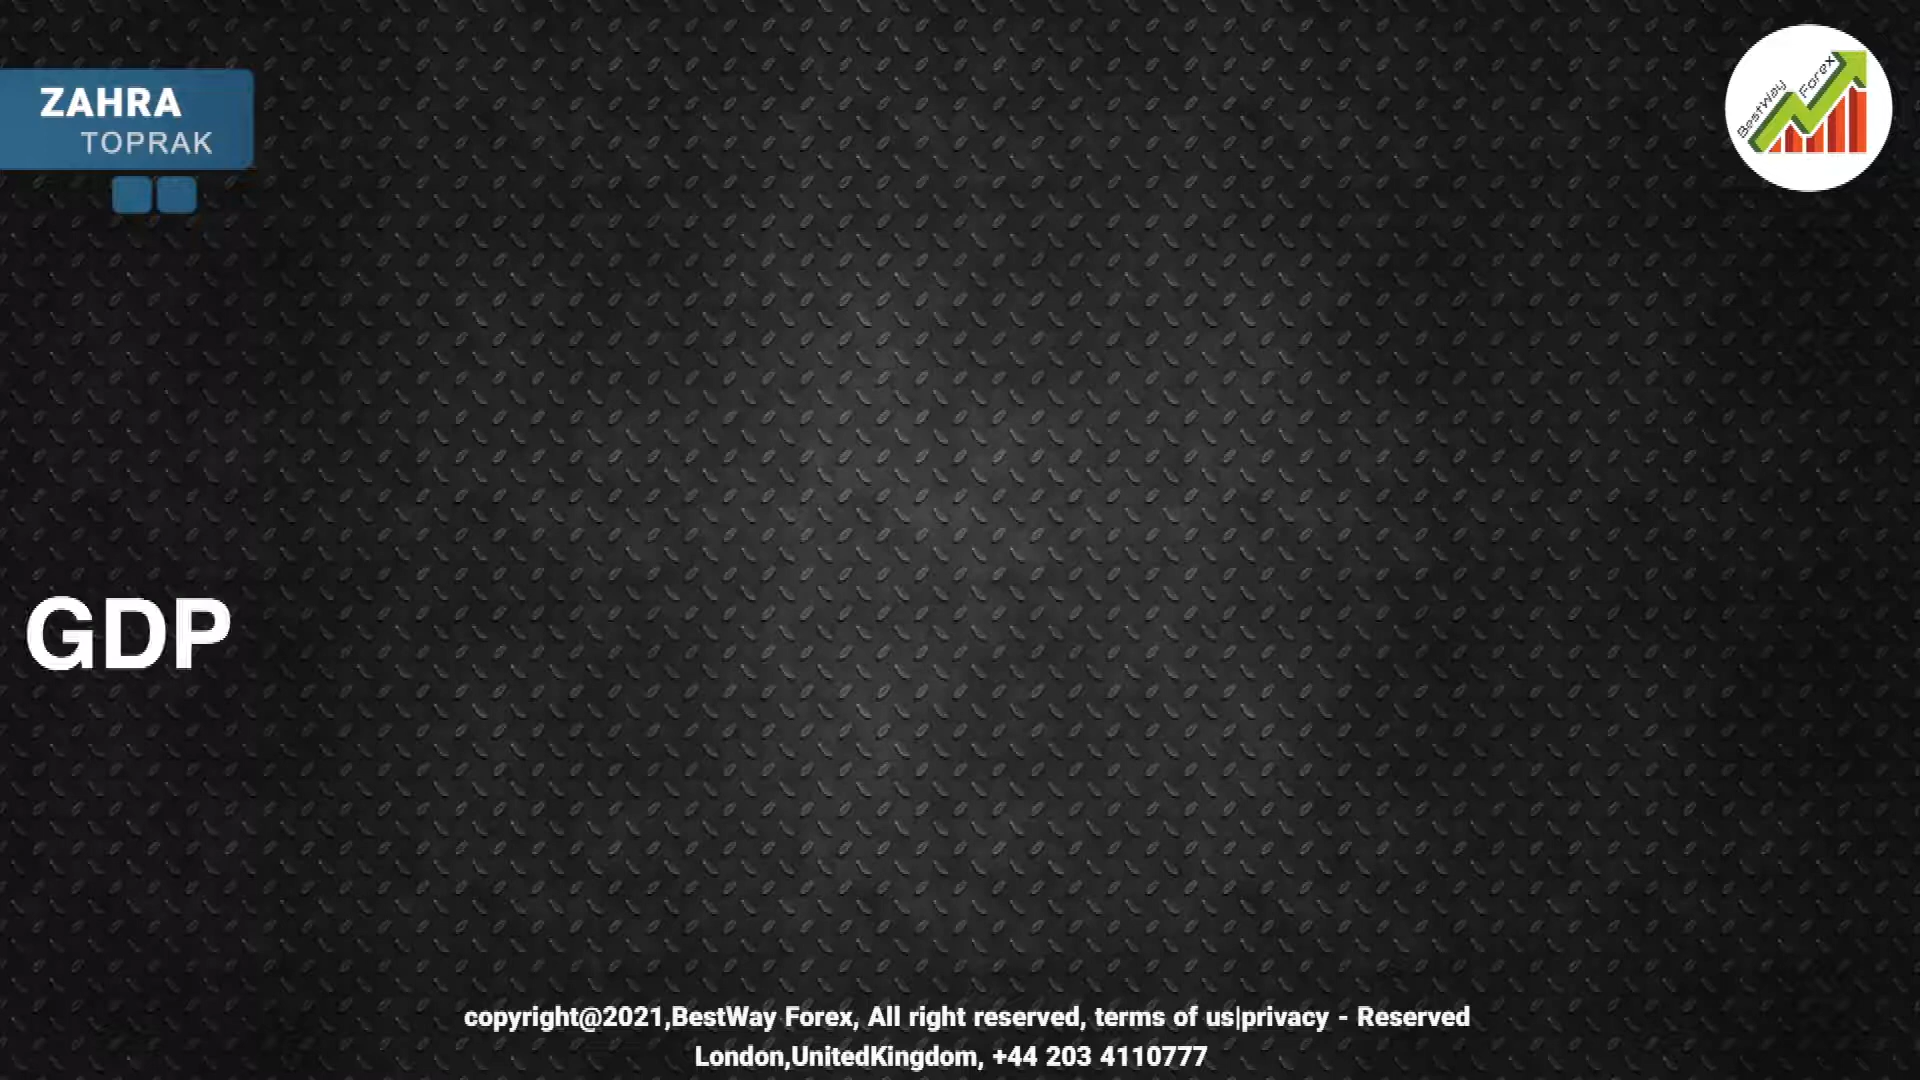 ZAHRA
TOPRAK
BestWay Forex
GDP
copyright@2021,BestWay Forex, All right reserved, terms of us|privacy - Reserved
London,UnitedKingdom, +44 203 4110777